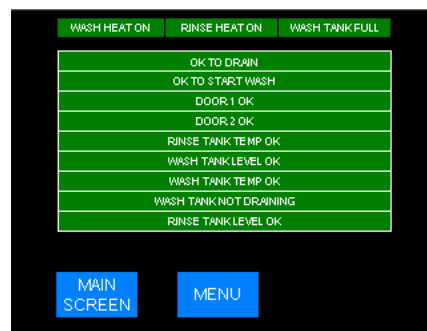 WASH HEAT ON RINSE HEAT ON WASH TANK FULL
OK TO DRAIN
OK TO START WASH
DOOR 1 OK
DOOR 2 OK
RINSE TANK TEMP OK
WASH TANK LEVEL OK
WASH TANK TEMP OK
WASH TANK NOT DRAINING
RINSE TANK LEVEL OK
MAIN SCREEN MENU